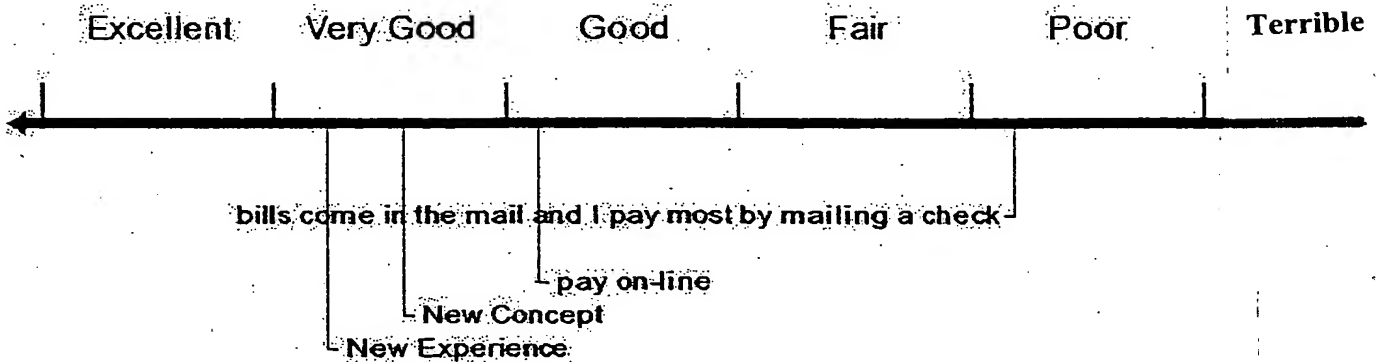 Excellent Very Good Good Fair Poor Terrible
bills come in the mail and I pay most by mailing a check
pay on-line
New Concept
New Experience